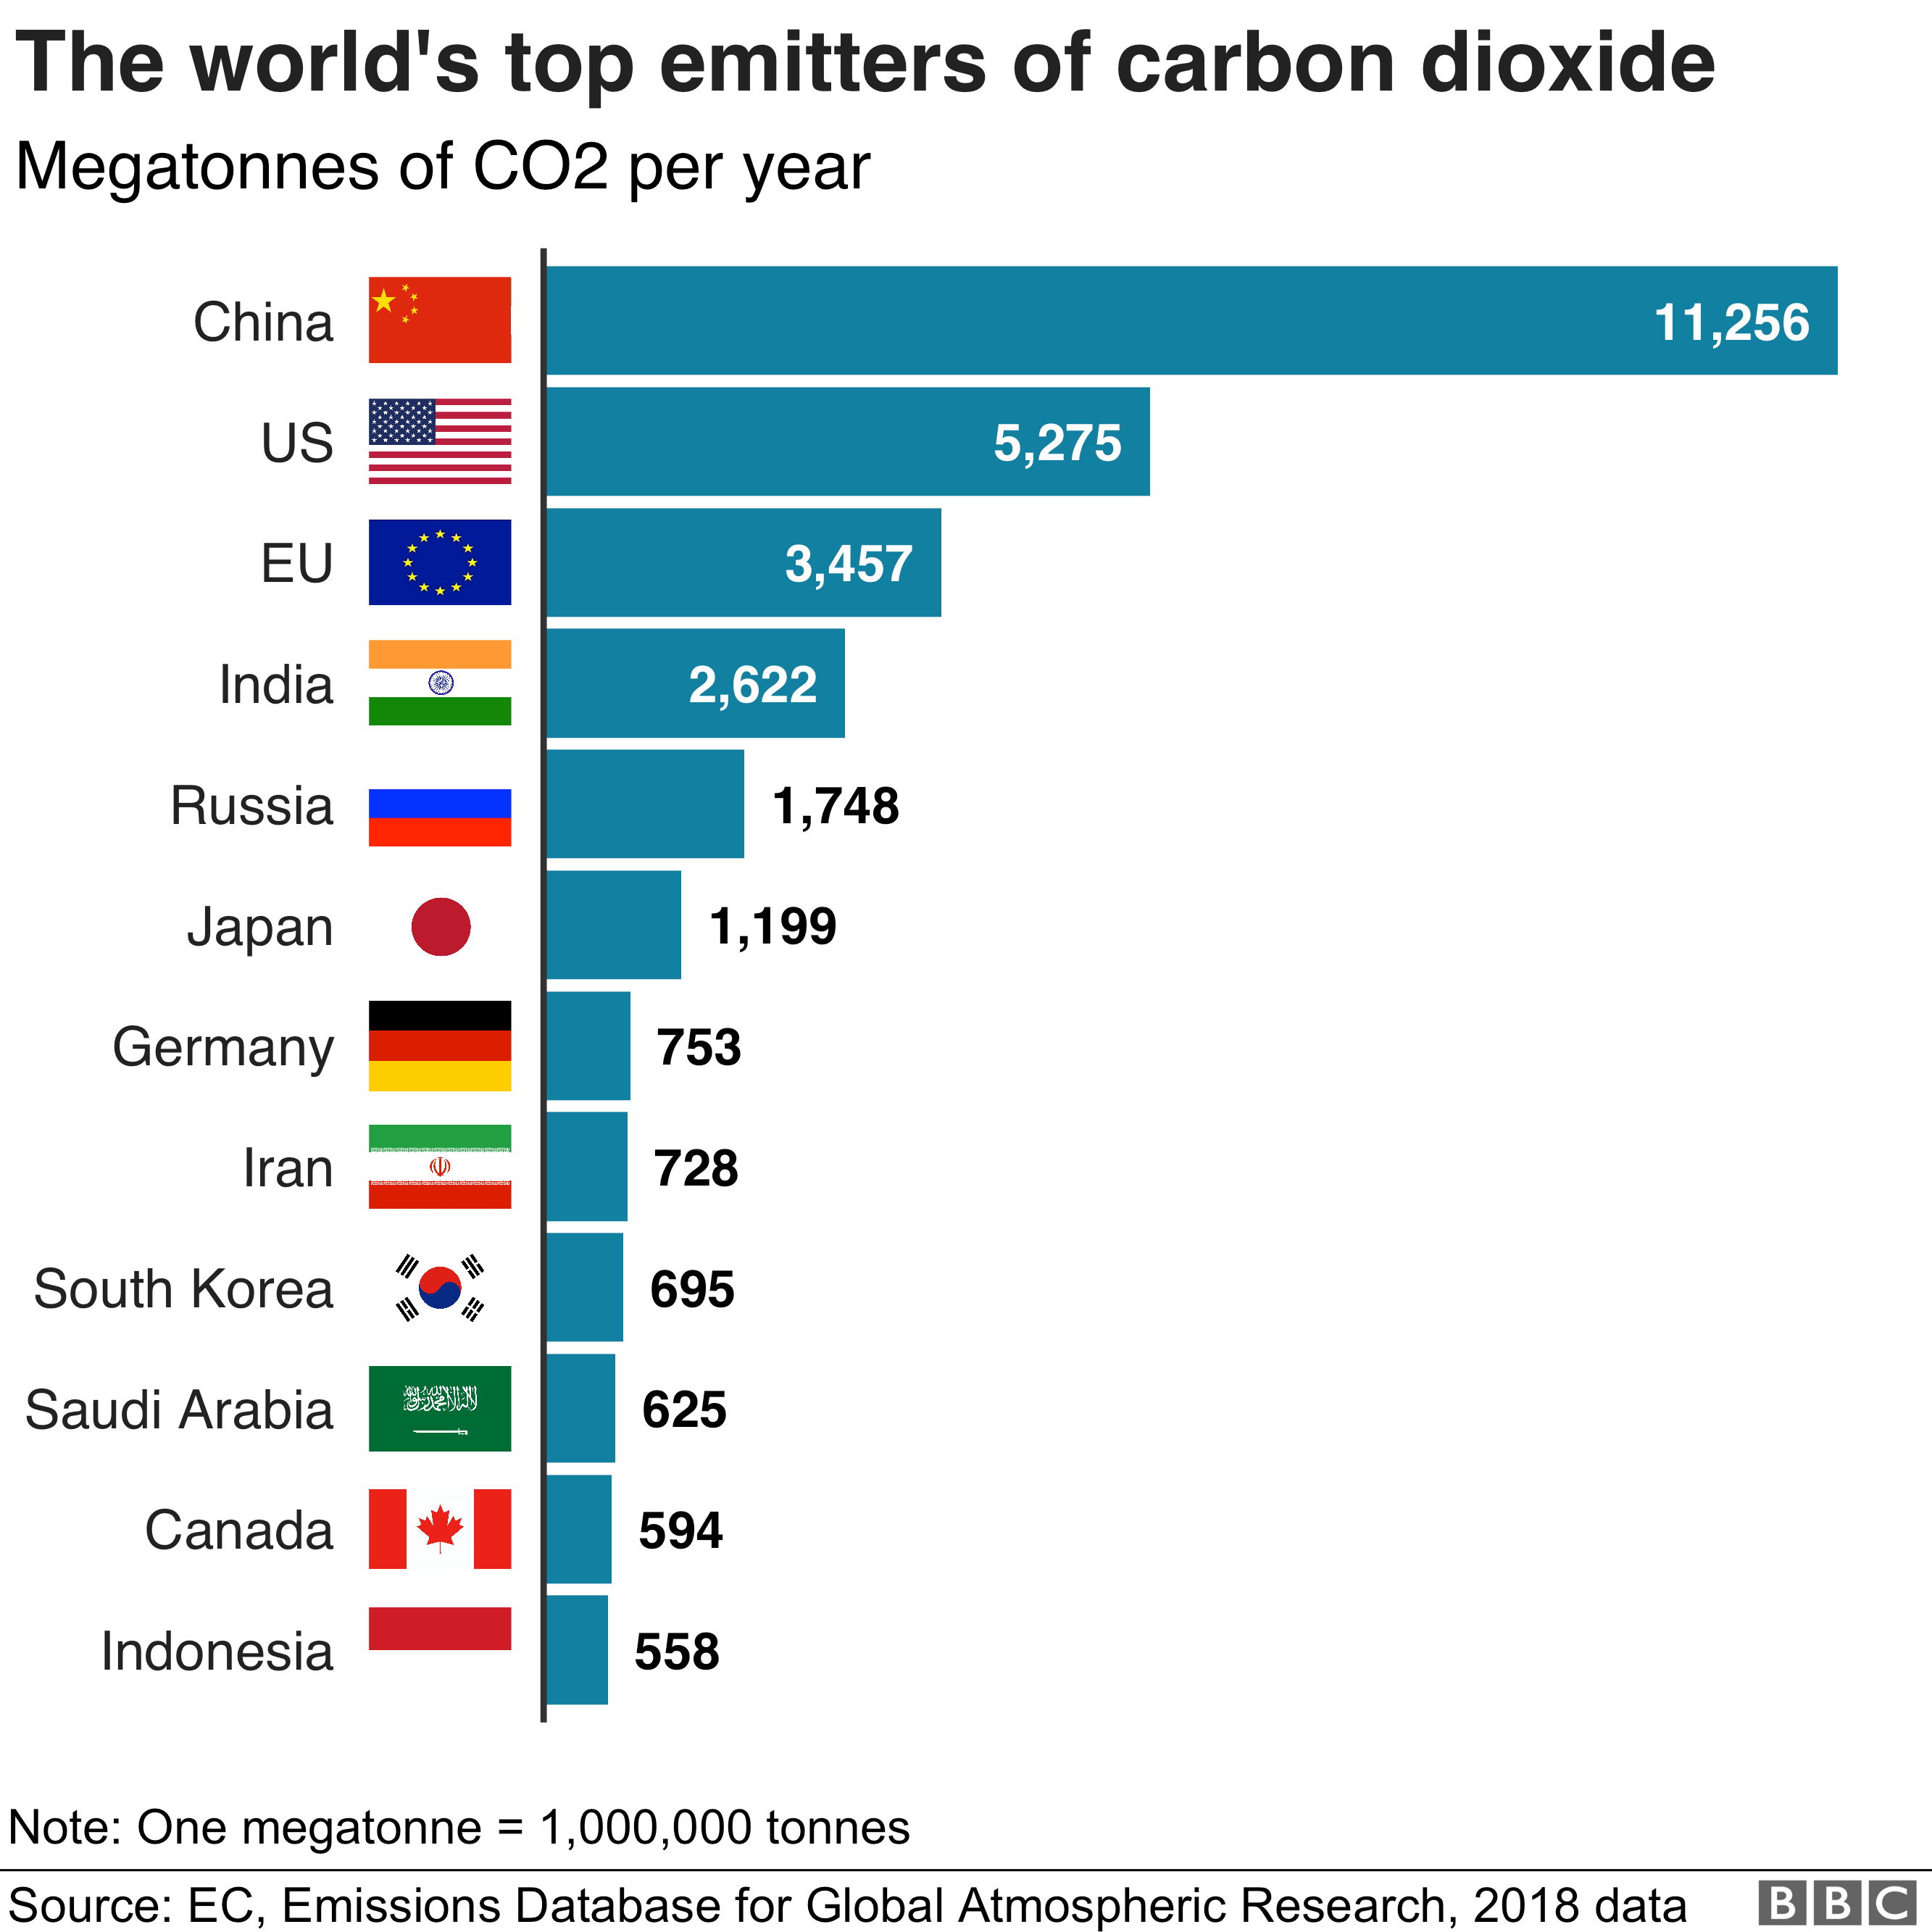 The world's top emitters of carbon dioxide
Megatonnes of CO2 per year
China 11,256
US 5,275
EU 3,457
India 2,622
Russia 1,748
Japan 1,199
Germany 753
Iran 728
South Korea 695
Saudi Arabia 625
Canada 594
Indonesia 558
Note: One megatonne = 1,000,000 tonnes
Source: EC, Emissions Database for Global Atmospheric Research, 2018 data BBC